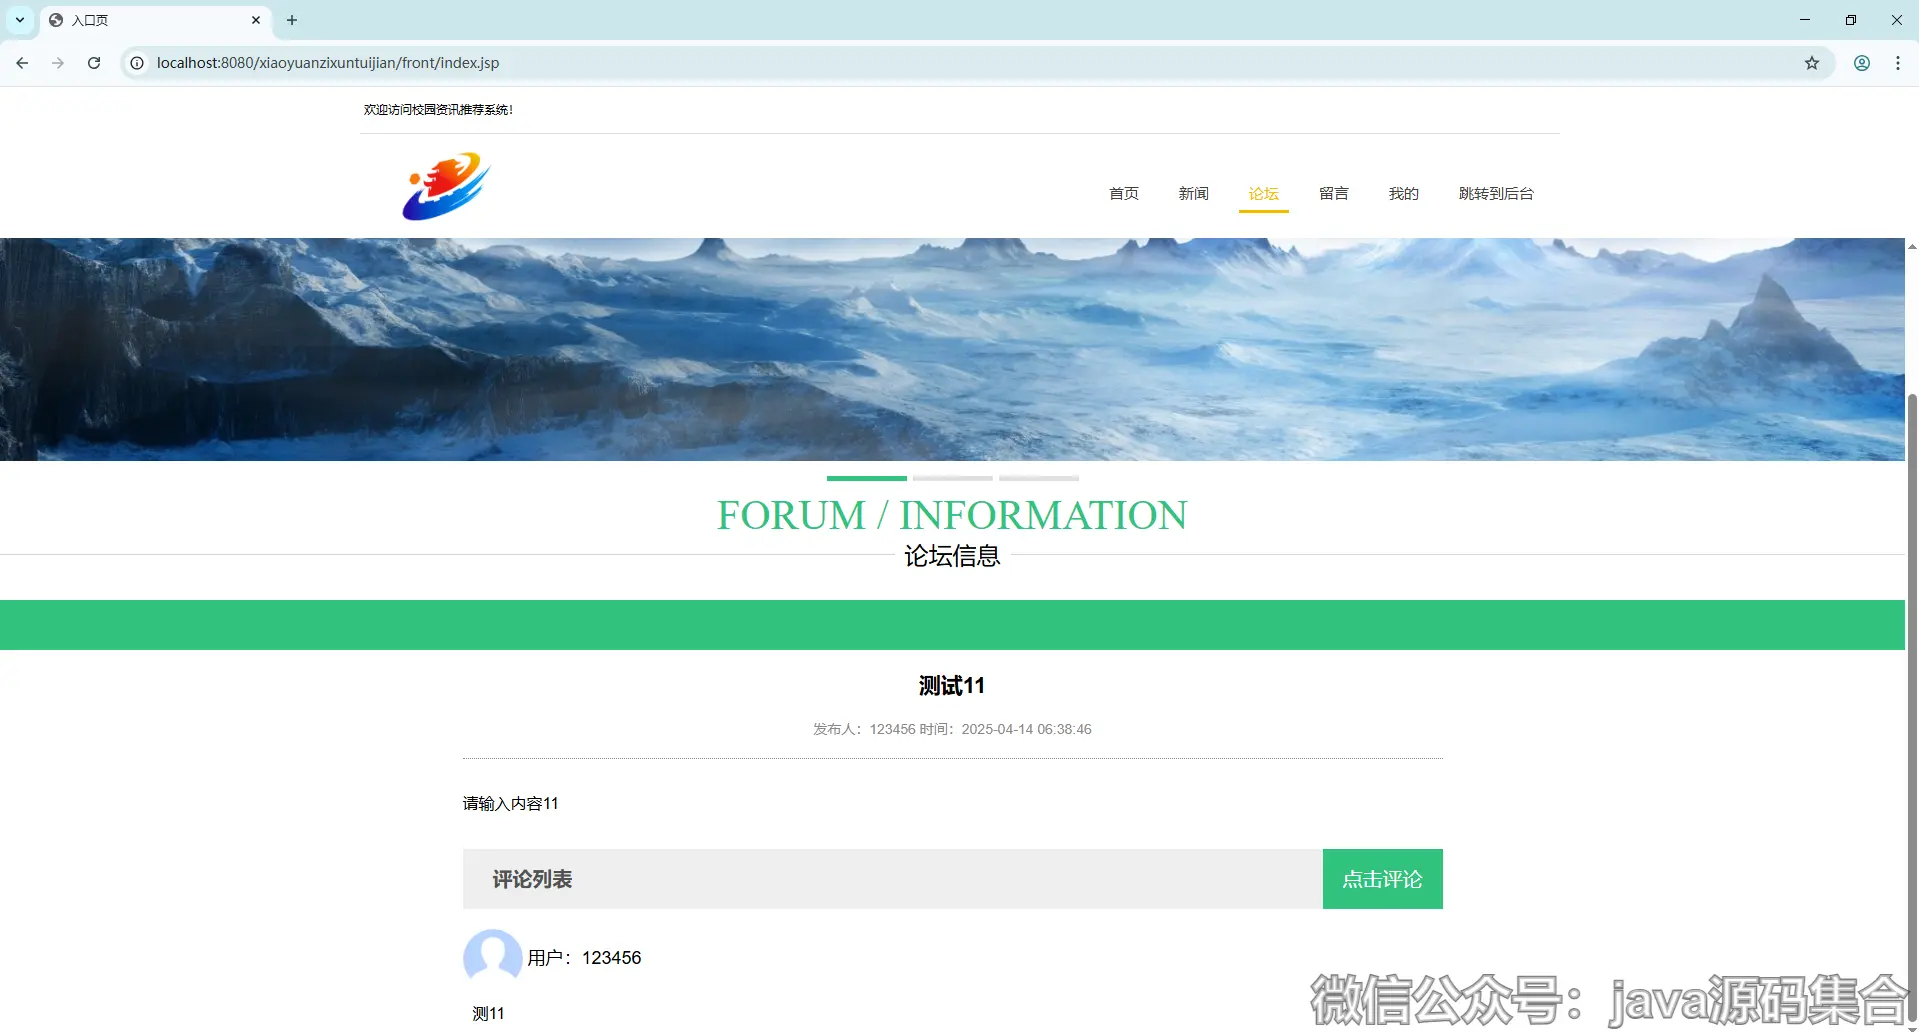 入口页
localhost:8080/xiaoyuanzixuntuijian/front/index.jsp
欢迎访问校园资讯推荐系统!
首页 新闻 论坛 留言 我的 跳转到后台
FORUM / INFORMATION
论坛信息
测试11
发布人：123456 时间：2025-04-14 06:38:46
请输入内容11
评论列表 点击评论
用户：123456
测11
微信公众号：java源码集合